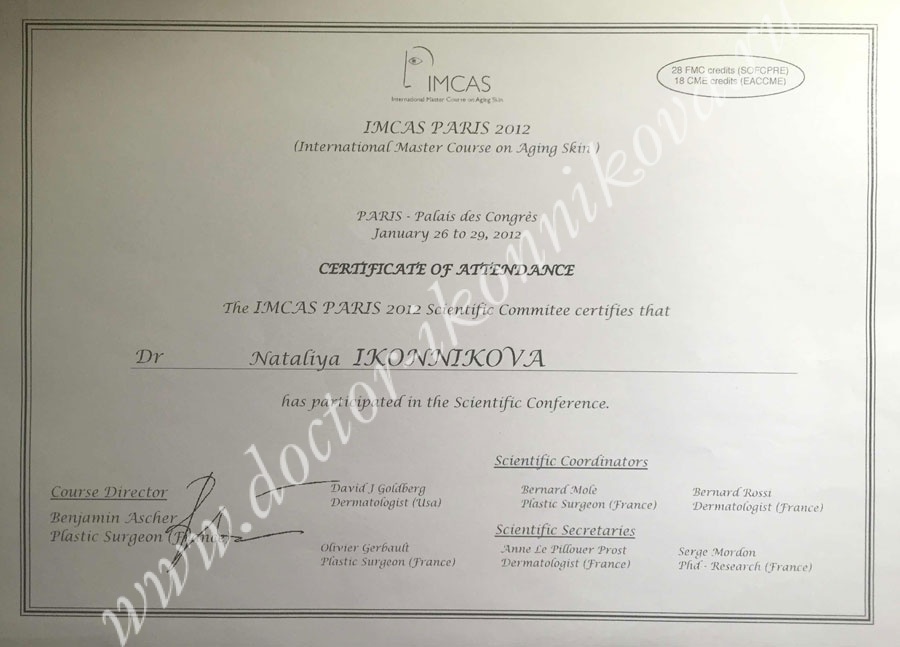 IMCAS
International Master Course on Aging Skin
28 FMC credits (SOFCPRE)
18 CME credits (EACCME)
IMCAS PARIS 2012
(International Master Course on Aging Skin )
PARIS - Palais des Congrès
January 26 to 29, 2012
CERTIFICATE OF ATTENDANCE
The IMCAS PARIS 2012 Scientific Commitee certifies that
Dr Nataliya IKONNIKOVA
has participated in the Scientific Conference.
Scientific Coordinators
Course Director
Benjamin Ascher
Plastic Surgeon (France)
David J Goldberg
Dermatologist (Usa)
Bernard Mole
Plastic Surgeon (France)
Bernard Rossi
Dermatologist (France)
Scientific Secretaries
Olivier Gerbault
Plastic Surgeon (France)
Anne Le Pillouer Prost
Dermatologist (France)
Serge Mordon
Phd - Research (France)
www.doctor-ikonnikova.ru